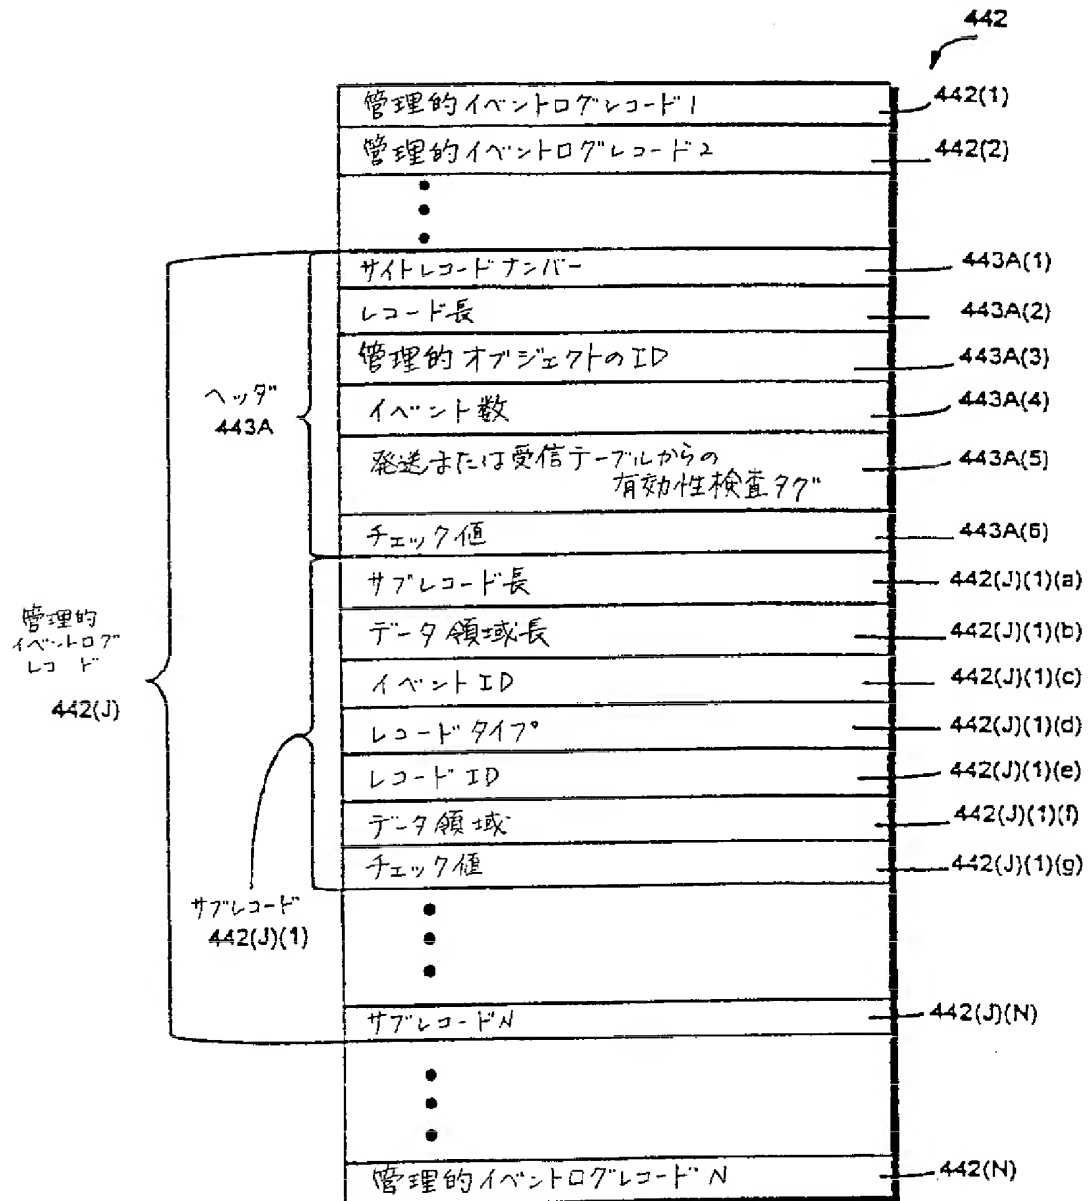 442
管理的イベントログレコード1 442(1)
管理的イベントログレコード2 442(2)
サイトレコードナンバー 443A(1)
レコード長 443A(2)
管理的オブジェクトのID 443A(3)
ヘッダ
443A
イベント数 443A(4)
発送または受信テーブルからの 443A(5)
有効性検査タグ
チェック値 443A(6)
サブレコード長 442(J)(1)(a)
管理的
イベントログ
レコード
442(J)
データ領域長 442(J)(1)(b)
イベントID 442(J)(1)(c)
レコードタイプ 442(J)(1)(d)
レコードID 442(J)(1)(e)
データ領域 442(J)(1)(f)
チェック値 442(J)(1)(g)
サブレコード
442(J)(1)
サブレコードN 442(J)(N)
管理的イベントログレコードN 442(N)